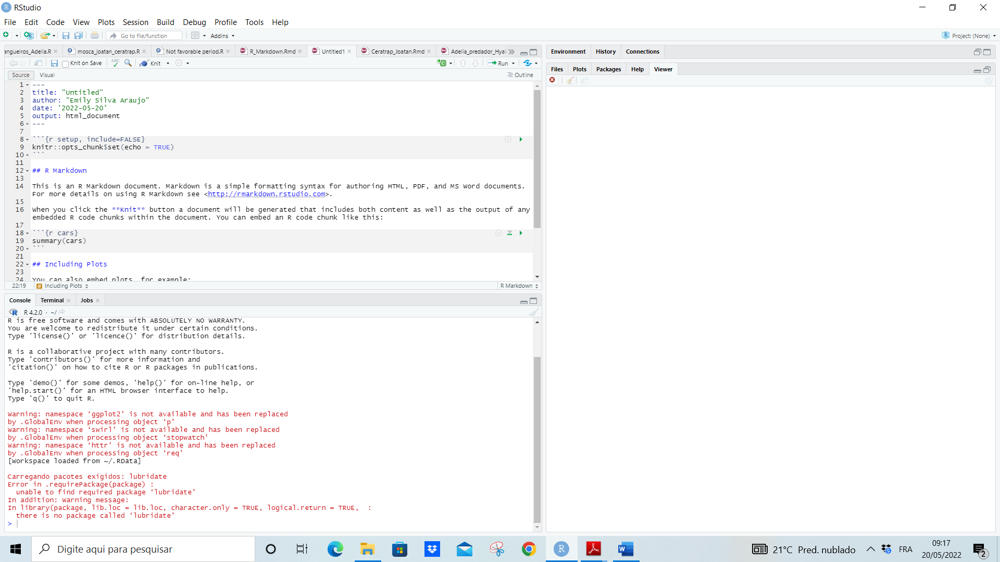 RStudio
File Edit Code View Plots Session Build Debug Profile Tools Help
Go to file/function Addins Project: (None)
angueiros_Adelia.R mosca_joatan_ceratrap.R Not favorable period.R R_Markdown.Rmd Untitled1 Ceratrap_Joatan.Rmd Adelia_predador_Hyal
Knit on Save ABC Knit Run
Source Visual Outline
1 ---
2 title: "Untitled"
3 author: "Emily Silva Araujo"
4 date: '2022-05-20'
5 output: html_document
6 ---
7
8 ```{r setup, include=FALSE}
9 knitr::opts_chunk$set(echo = TRUE)
10 ```
11
12 ## R Markdown
13
14 This is an R Markdown document. Markdown is a simple formatting syntax for authoring HTML, PDF, and MS Word documents.
For more details on using R Markdown see <http://rmarkdown.rstudio.com>.
15
16 When you click the **Knit** button a document will be generated that includes both content as well as the output of any
embedded R code chunks within the document. You can embed an R code chunk like this:
17
18 ```{r cars}
19 summary(cars)
20 ```
21
22 ## Including Plots
23
24 You can also embed plots, for example:
22:19 # Including Plots R Markdown
Console Terminal Jobs
R 4.2.0 · ~/
R is free software and comes with ABSOLUTELY NO WARRANTY.
You are welcome to redistribute it under certain conditions.
Type 'license()' or 'licence()' for distribution details.
R is a collaborative project with many contributors.
Type 'contributors()' for more information and
'citation()' on how to cite R or R packages in publications.
Type 'demo()' for some demos, 'help()' for on-line help, or
'help.start()' for an HTML browser interface to help.
Type 'q()' to quit R.
Warning: namespace ‘ggplot2’ is not available and has been replaced
by .GlobalEnv when processing object ‘p’
Warning: namespace ‘swirl’ is not available and has been replaced
by .GlobalEnv when processing object ‘stopwatch’
Warning: namespace ‘httr’ is not available and has been replaced
by .GlobalEnv when processing object ‘req’
[Workspace loaded from ~/.RData]
Carregando pacotes exigidos: lubridate
Error in .requirePackage(package) :
unable to find required package ‘lubridate’
In addition: Warning message:
In library(package, lib.loc = lib.loc, character.only = TRUE, logical.return = TRUE, :
there is no package called ‘lubridate’
>
Environment History Connections
Files Plots Packages Help Viewer
Digite aqui para pesquisar
21°C Pred. nublado FRA
09:17
20/05/2022
2